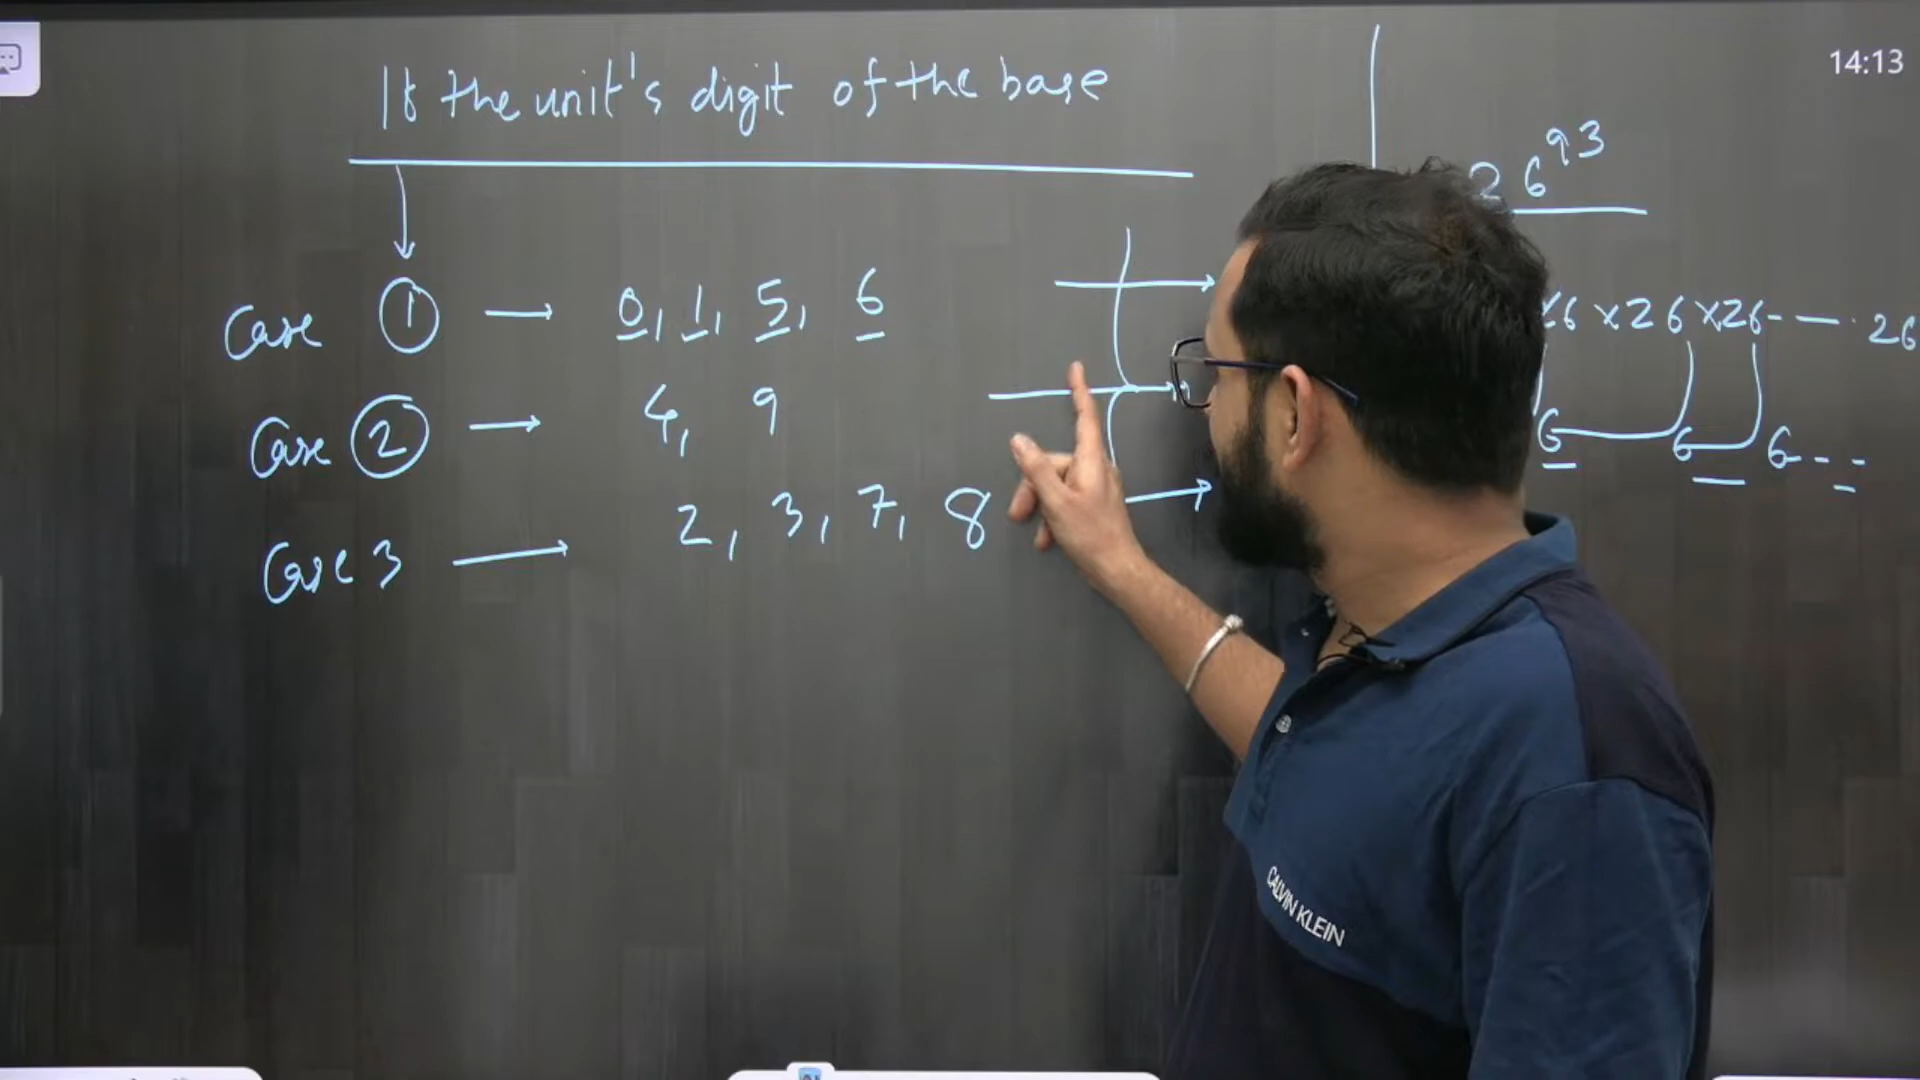 If the unit's digit of the base
Case 1 → 0, 1, 5, 6
Case 2 → 4, 9
Case 3 → 2, 3, 7, 8
14:13
26^93
26 x 26 x 26 - - - 26
6 6 6 - -
CALVIN KLEIN